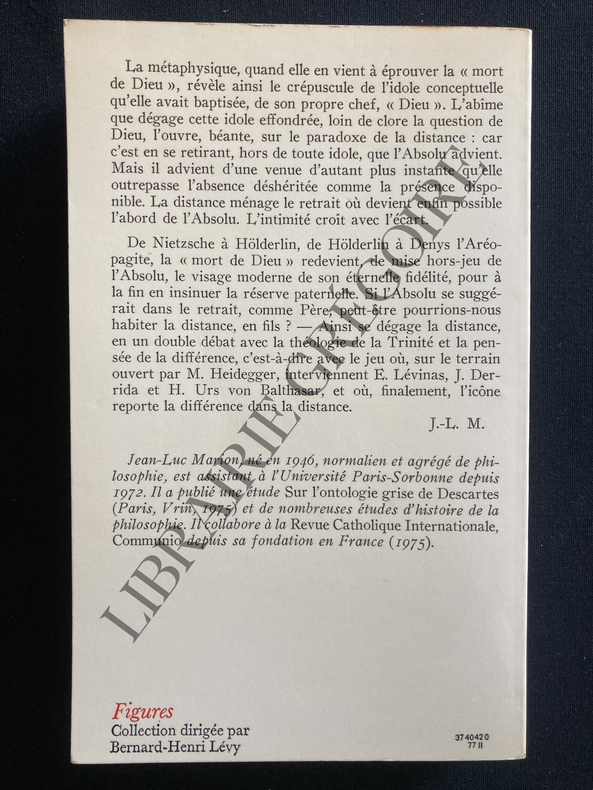 La métaphysique, quand elle en vient à éprouver la « mort
de Dieu », révèle ainsi le crépuscule de l'idole conceptuelle
qu'elle avait baptisée, de son propre chef, « Dieu ». L'abîme
que dégage cette idole effondrée, loin de clore la question de
Dieu, l'ouvre, béante, sur le paradoxe de la distance : car
c'est en se retirant, hors de toute idole, que l'Absolu advient.
Mais il advient d'une venue d'autant plus instante qu'elle
outrepasse l'absence déshéritée comme la présence dispo-
nible. La distance ménage le retrait où devient enfin possible
l'abord de l'Absolu. L'intimité croît avec l'écart.
De Nietzsche à Hölderlin, de Hölderlin à Denys l'Aréo-
pagite, la « mort de Dieu » redevient, de mise hors-jeu de
l'Absolu, le visage moderne de son éternelle fidélité, pour à
la fin en insinuer la réserve paternelle. Si l'Absolu se suggé-
rait dans le retrait, comme Père, peut-être pourrions-nous
habiter la distance, en fils ? — Ainsi se dégage la distance,
en un double débat avec la théologie de la Trinité et la pen-
sée de la différence, c'est-à-dire avec le jeu où, sur le terrain
ouvert par M. Heidegger, interviennent E. Lévinas, J. Der-
rida et H. Urs von Balthasar, et où, finalement, l'icône
reporte la différence dans la distance.
J.-L. M.
Jean-Luc Marion, né en 1946, normalien et agrégé de phi-
losophie, est assistant à l'Université Paris-Sorbonne depuis
1972. Il a publié une étude Sur l'ontologie grise de Descartes
(Paris, Vrin, 1975) et de nombreuses études d'histoire de la
philosophie. Il collabore à la Revue Catholique Internationale,
Communio depuis sa fondation en France (1975).
LIBRAIRIE GRÉGOIRE
Figures
Collection dirigée par
Bernard-Henri Lévy
3740420
77 II